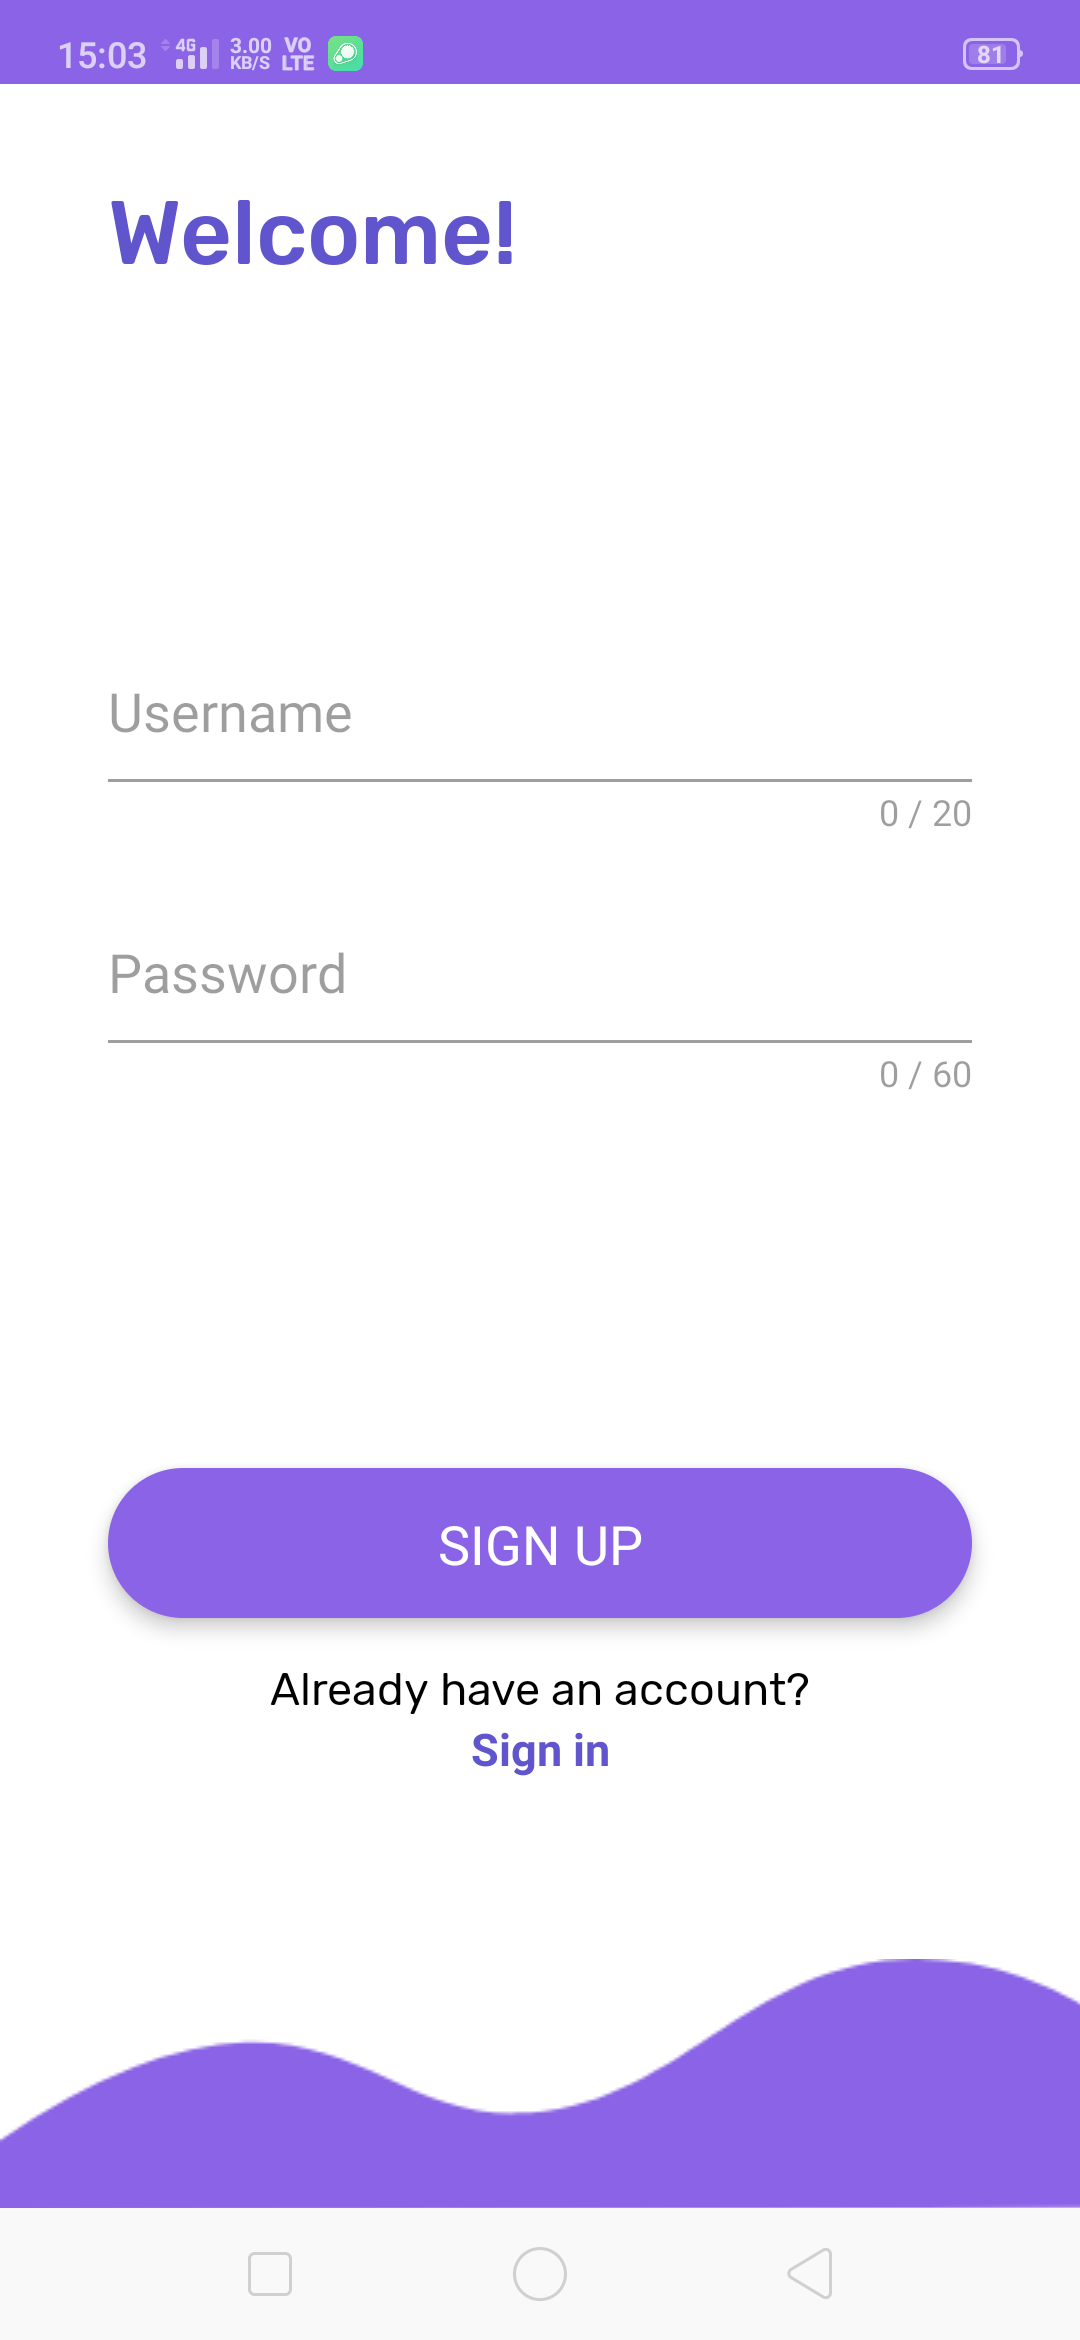 15:03 4G 3.00 KB/S VO LTE 81
Welcome!
Username
0 / 20
Password
0 / 60
SIGN UP
Already have an account?
Sign in